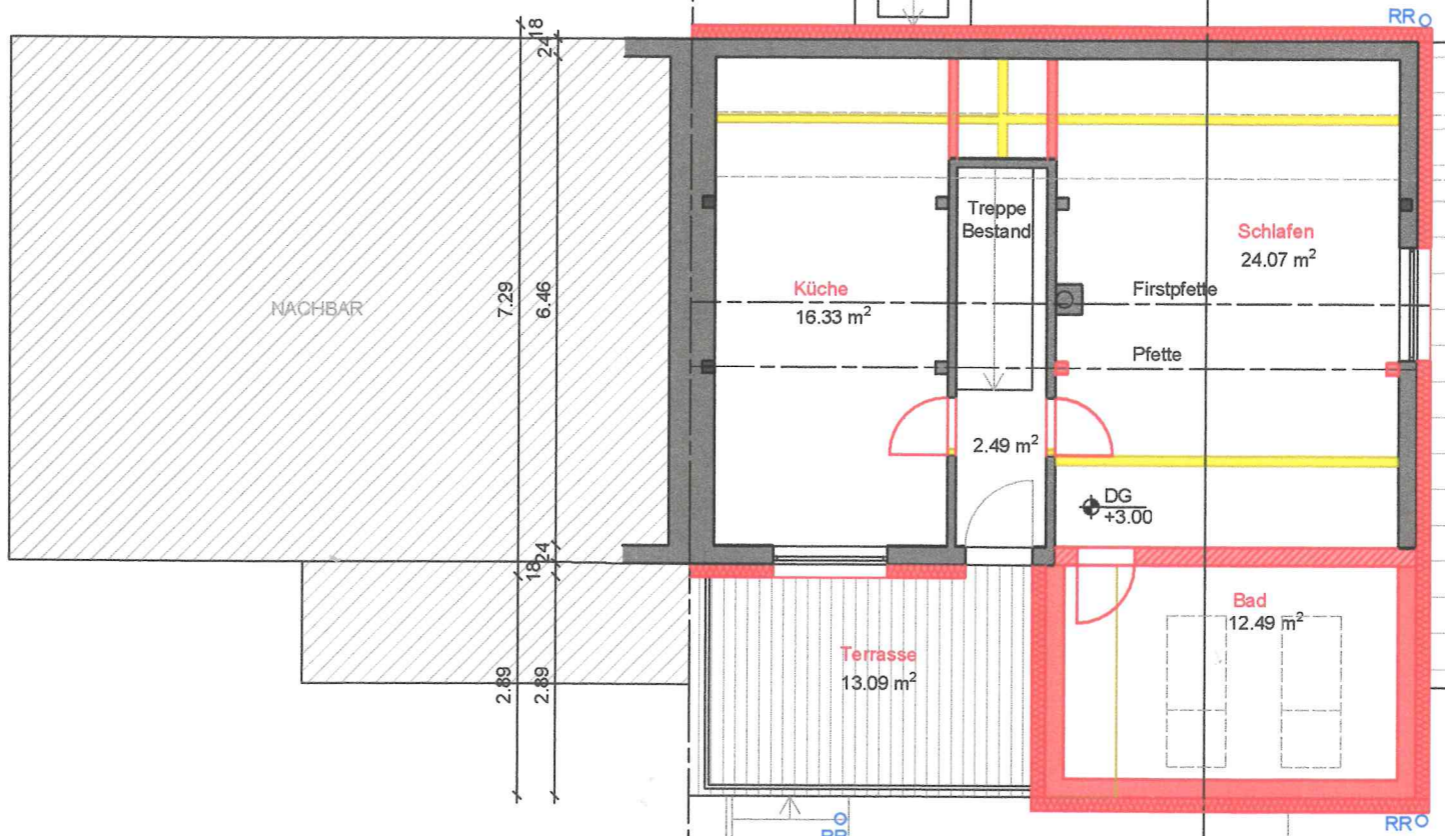 RR
18
24
Treppe
Bestand
Schlafen
24.07 m²
NACHBAR
7.29
6.46
Küche
16.33 m²
Firstpfette
Pfette
2.49 m²
DG
+3.00
24
18
Bad
12.49 m²
Terrasse
13.09 m²
2.89
2.89
RR
RR